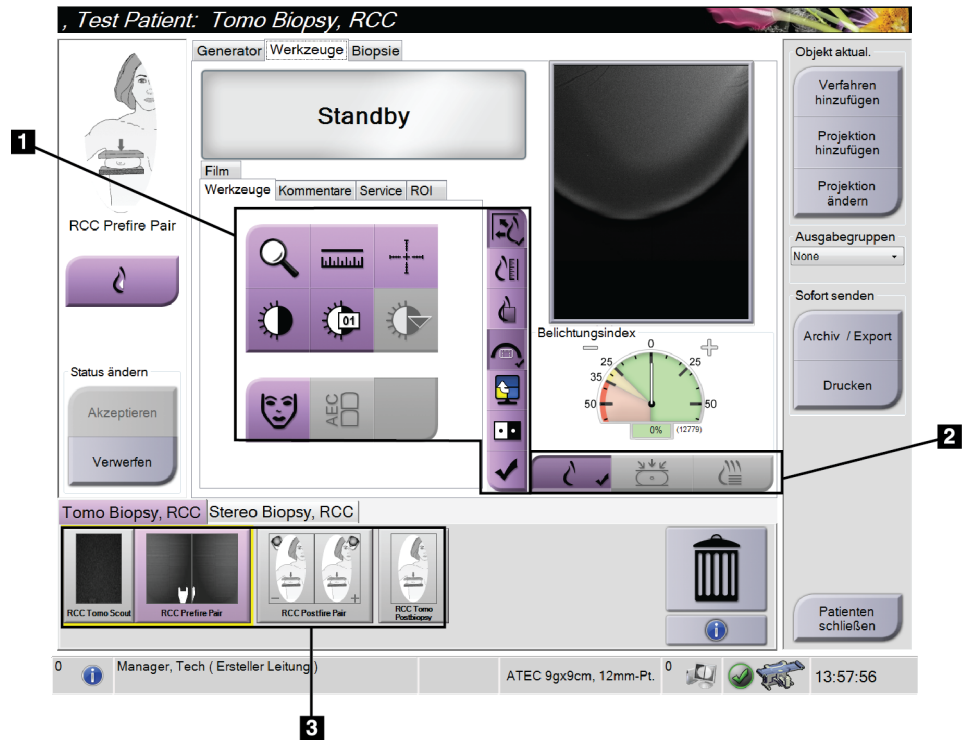 , Test Patient: Tomo Biopsy, RCC
Generator Werkzeuge Biopsie
Standby
Film
Werkzeuge Kommentare Service ROI
1
RCC Prefire Pair
01
AEC
Status ändern
Akzeptieren
Verwerfen
Belichtungsindex
0
25 25
35
50 50
0% (12779)
2
Objekt aktual.
Verfahren
hinzufügen
Projektion
hinzufügen
Projektion
ändern
Ausgabegruppen
None
Sofort senden
Archiv / Export
Drucken
Tomo Biopsy, RCC Stereo Biopsy, RCC
RCC Tomo Scout
RCC Prefire Pair
RCC Postfire Pair
RCC Tomo
Postbiopsy
Patienten
schließen
0 Manager, Tech ( Ersteller Leitung ) ATEC 9gx9cm, 12mm-Pt. 0 13:57:56
3